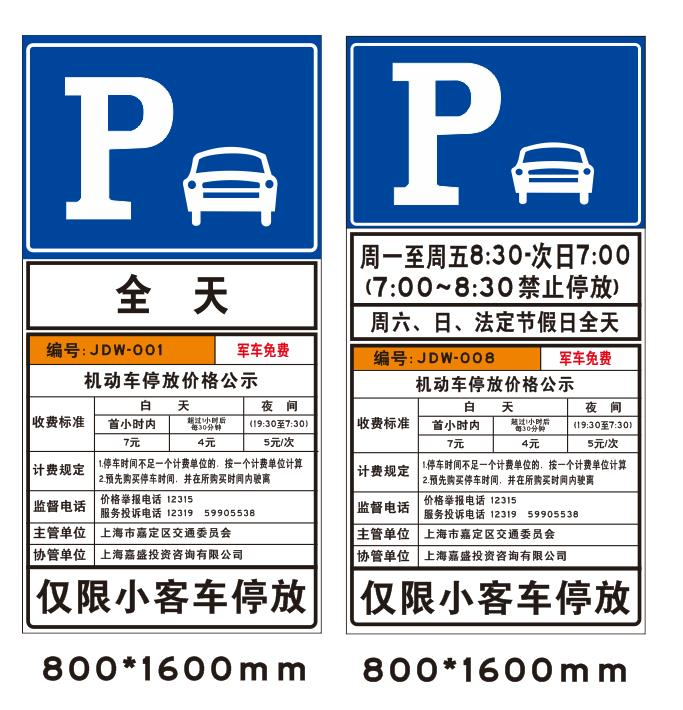 P
全 天
编号:JDW-001 军车免费
机动车停放价格公示
收费标准
白 天 夜 间
首小时内 超过1小时后 每30分钟 (19:30至7:30)
7元 4元 5元/次
计费规定
1.停车时间不足一个计费单位的，按一个计费单位计算
2.预先购买停车时间，并在所购买时间内驶离
监督电话
价格举报电话 12315
服务投诉电话 12319 59905538
主管单位 上海市嘉定区交通委员会
协管单位 上海嘉盛投资咨询有限公司
仅限小客车停放
800*1600mm
P
周一至周五8:30-次日7:00
(7:00~8:30禁止停放)
周六、日、法定节假日全天
编号:JDW-008 军车免费
机动车停放价格公示
收费标准
白 天 夜 间
首小时内 超过1小时后 每30分钟 (19:30至7:30)
7元 4元 5元/次
计费规定
1.停车时间不足一个计费单位的，按一个计费单位计算
2.预先购买停车时间，并在所购买时间内驶离
监督电话
价格举报电话 12315
服务投诉电话 12319 59905538
主管单位 上海市嘉定区交通委员会
协管单位 上海嘉盛投资咨询有限公司
仅限小客车停放
800*1600mm